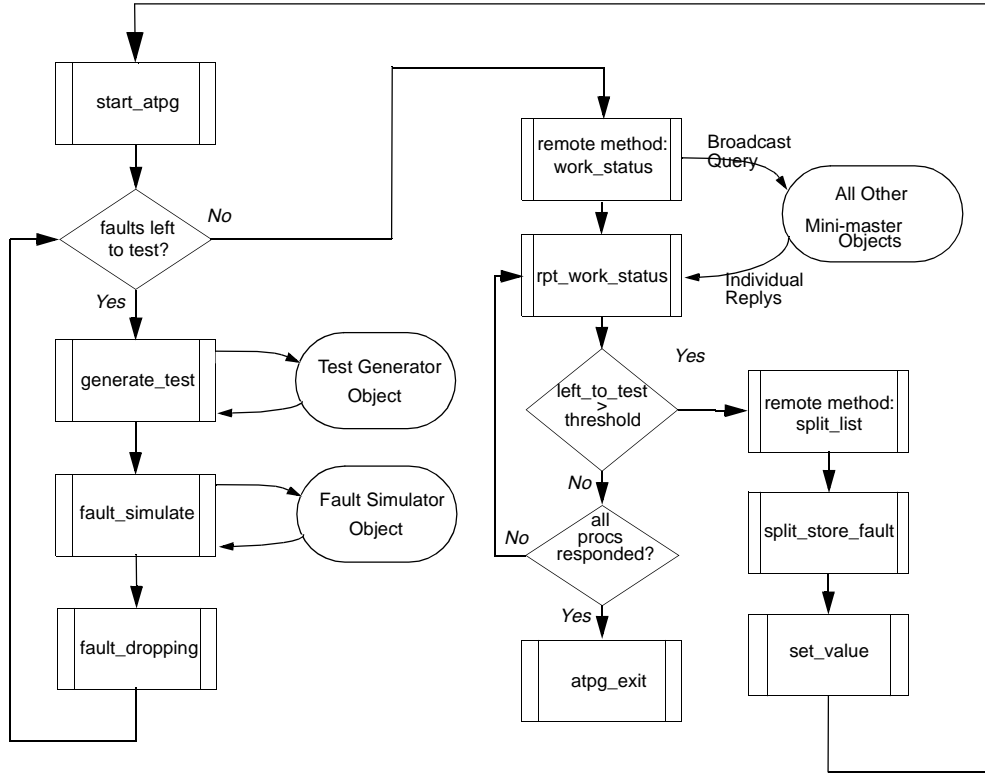 start_atpg
faults left
to test?
No
Yes
generate_test
Test Generator
Object
fault_simulate
Fault Simulator
Object
fault_dropping
remote method:
work_status
Broadcast
Query
All Other
Mini-master
Objects
rpt_work_status
Individual
Replys
left_to_test
>
threshold
Yes
No
remote method:
split_list
all
procs
responded?
No
Yes
split_store_fault
atpg_exit
set_value